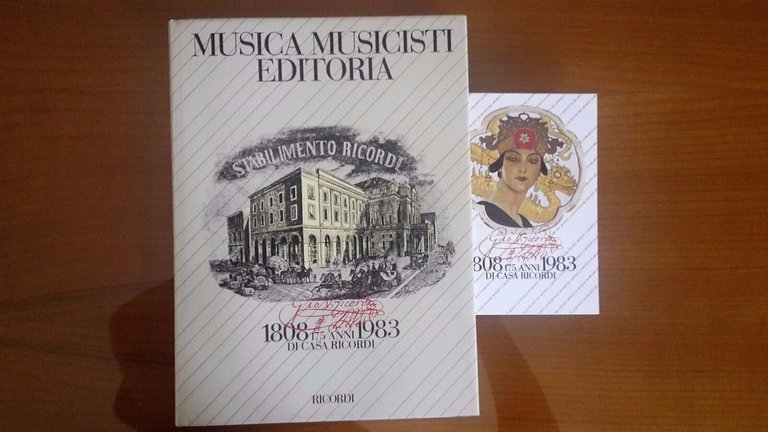 MUSICA MUSICISTI
EDITORIA
STABILIMENTO RICORDI
1808 175 ANNI 1983
DI CASA RICORDI
RICORDI
808 175 ANNI 1983
DI CASA RICORDI